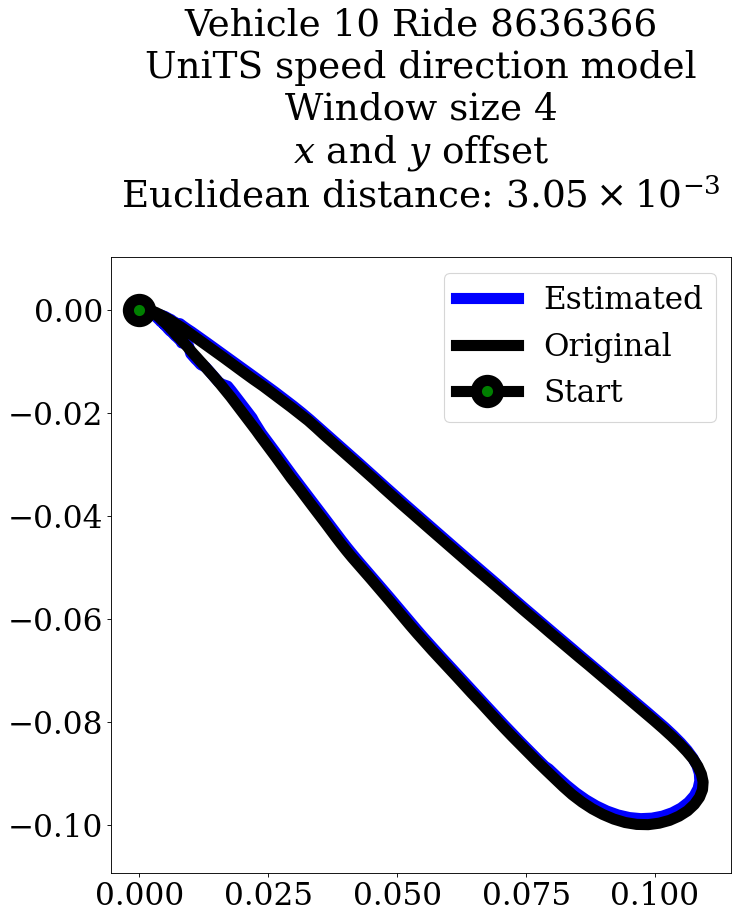 Vehicle 10 Ride 8636366
UniTS speed direction model
Window size 4
x and y offset
Euclidean distance: 3.05 × 10⁻³
Estimated
Original
Start
0.00
−0.02
−0.04
−0.06
−0.08
−0.10
0.000 0.025 0.050 0.075 0.100